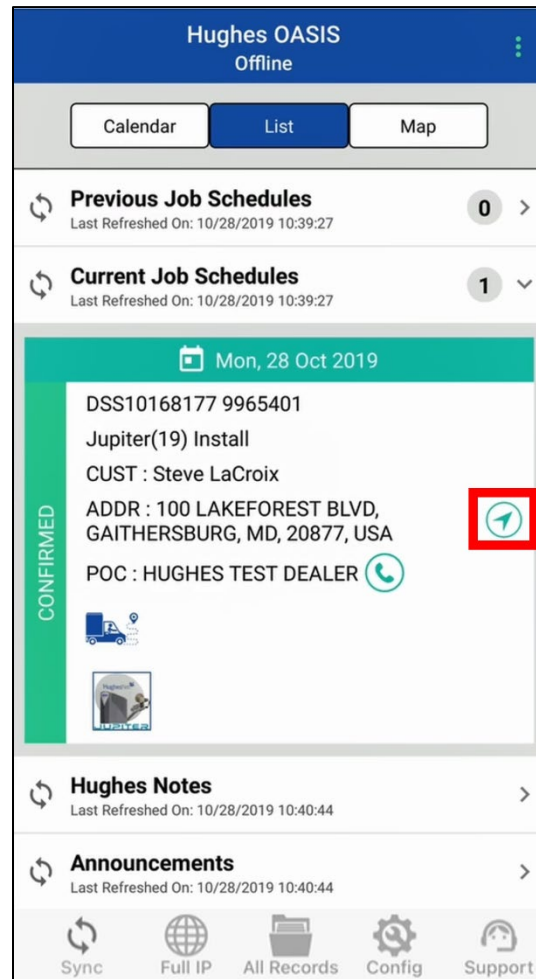 Hughes OASIS
Offline
Calendar
List
Map
Previous Job Schedules
0
Last Refreshed On: 10/28/2019 10:39:27
Current Job Schedules
1
Last Refreshed On: 10/28/2019 10:39:27
Mon, 28 Oct 2019
CONFIRMED
DSS10168177 9965401
Jupiter(19) Install
CUST : Steve LaCroix
ADDR : 100 LAKEFOREST BLVD,
GAITHERSBURG, MD, 20877, USA
POC : HUGHES TEST DEALER
HughesNet
JUPITER
Hughes Notes
Last Refreshed On: 10/28/2019 10:40:44
Announcements
Last Refreshed On: 10/28/2019 10:40:44
Sync
Full IP
All Records
Config
Support